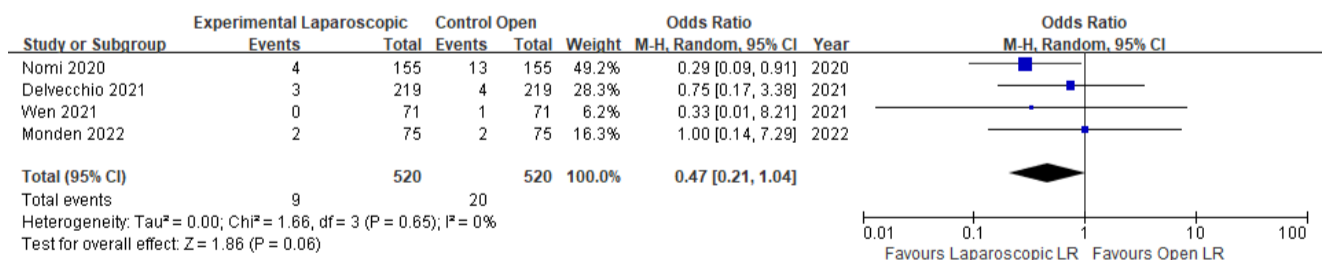 Experimental Laparoscopic Control Open Odds Ratio Odds Ratio
Study or Subgroup Events Total Events Total Weight M-H, Random, 95% CI Year M-H, Random, 95% CI
Nomi 2020 4 155 13 155 49.2% 0.29 [0.09, 0.91] 2020
Delvecchio 2021 3 219 4 219 28.3% 0.75 [0.17, 3.38] 2021
Wen 2021 0 71 1 71 6.2% 0.33 [0.01, 8.21] 2021
Monden 2022 2 75 2 75 16.3% 1.00 [0.14, 7.29] 2022
Total (95% CI) 520 520 100.0% 0.47 [0.21, 1.04]
Total events 9 20
Heterogeneity: Tau² = 0.00; Chi² = 1.66, df = 3 (P = 0.65); I² = 0%
Test for overall effect: Z = 1.86 (P = 0.06)
0.01 0.1 1 10 100
Favours Laparoscopic LR Favours Open LR